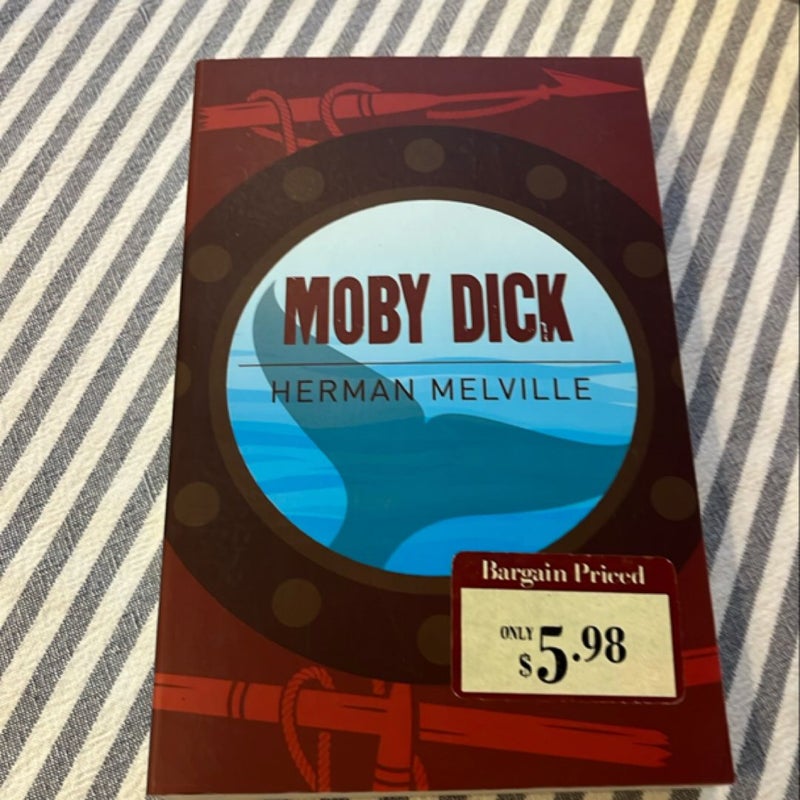 MOBY DICK
HERMAN MELVILLE
Bargain Priced
ONLY
$5.98